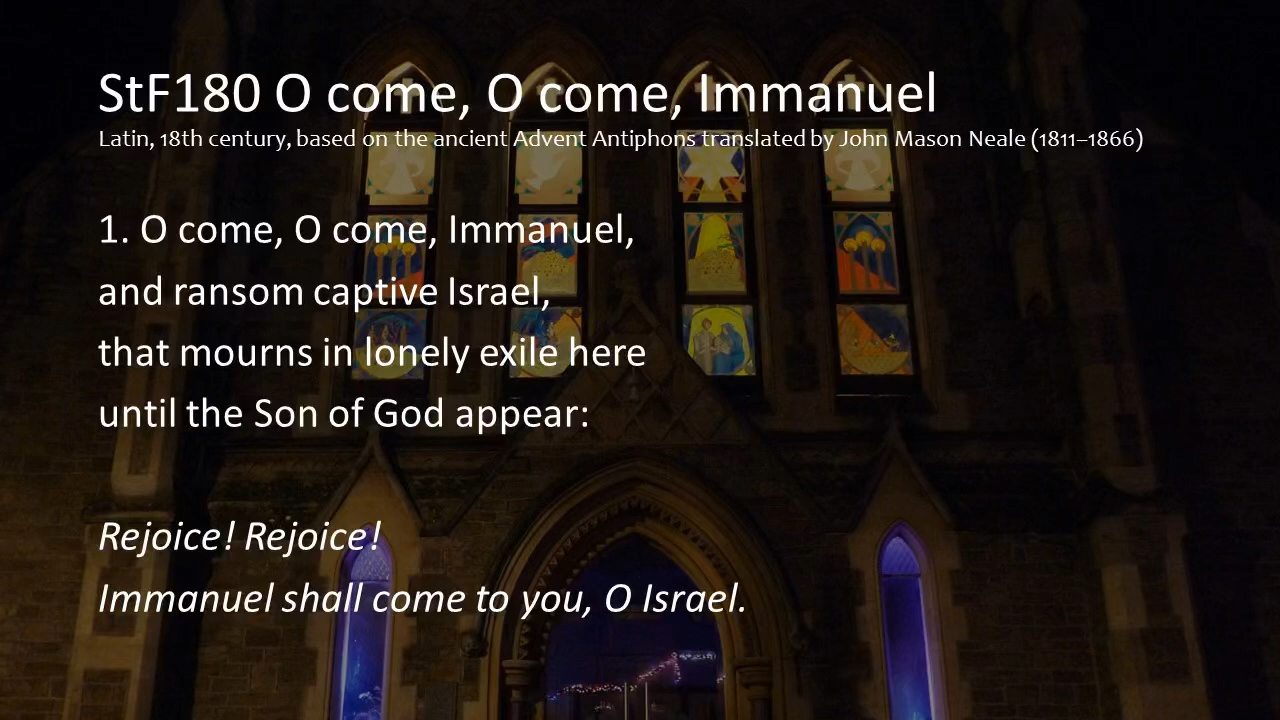 StF180 O come, O come, Immanuel
Latin, 18th century, based on the ancient Advent Antiphons translated by John Mason Neale (1811–1866)
1. O come, O come, Immanuel,
and ransom captive Israel,
that mourns in lonely exile here
until the Son of God appear:
Rejoice! Rejoice!
Immanuel shall come to you, O Israel.